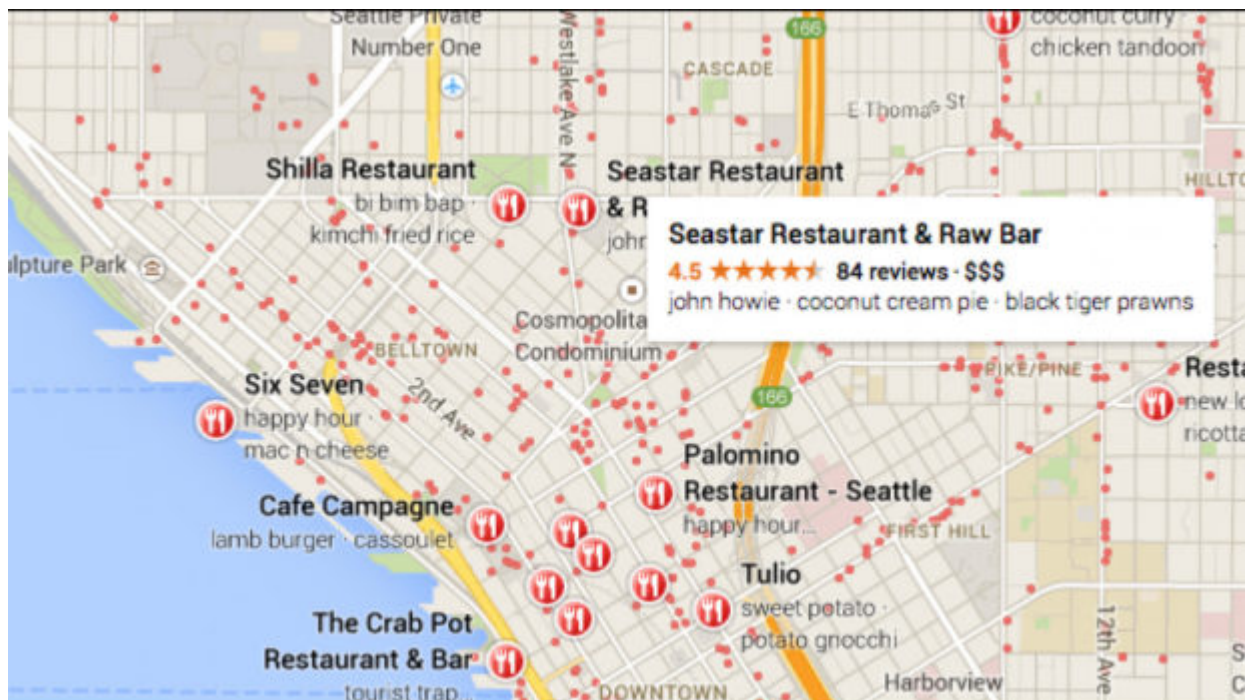 Seattle Private
Number One
Westlake Ave N
166
CASCADE
coconut curry ·
chicken tandoori
E Thomas St
Shilla Restaurant
bi bim bap ·
kimchi fried rice
Seastar Restaurant
& R
john
HILLTO
Seastar Restaurant & Raw Bar
4.5 84 reviews · $$$
john howie · coconut cream pie · black tiger prawns
ulpture Park
Cosmopolita
Condominium
BELLTOWN
2nd Ave
Six Seven
happy hour ·
mac n cheese
166
PIKE/PINE
Resta
new lo
ricotta
Palomino
Restaurant - Seattle
happy hour...
Cafe Campagne
lamb burger · cassoulet
FIRST HILL
Tulio
sweet potato ·
potato gnocchi
The Crab Pot
Restaurant & Bar
tourist trap...
12th Ave
DOWNTOWN
Harborview
S
C